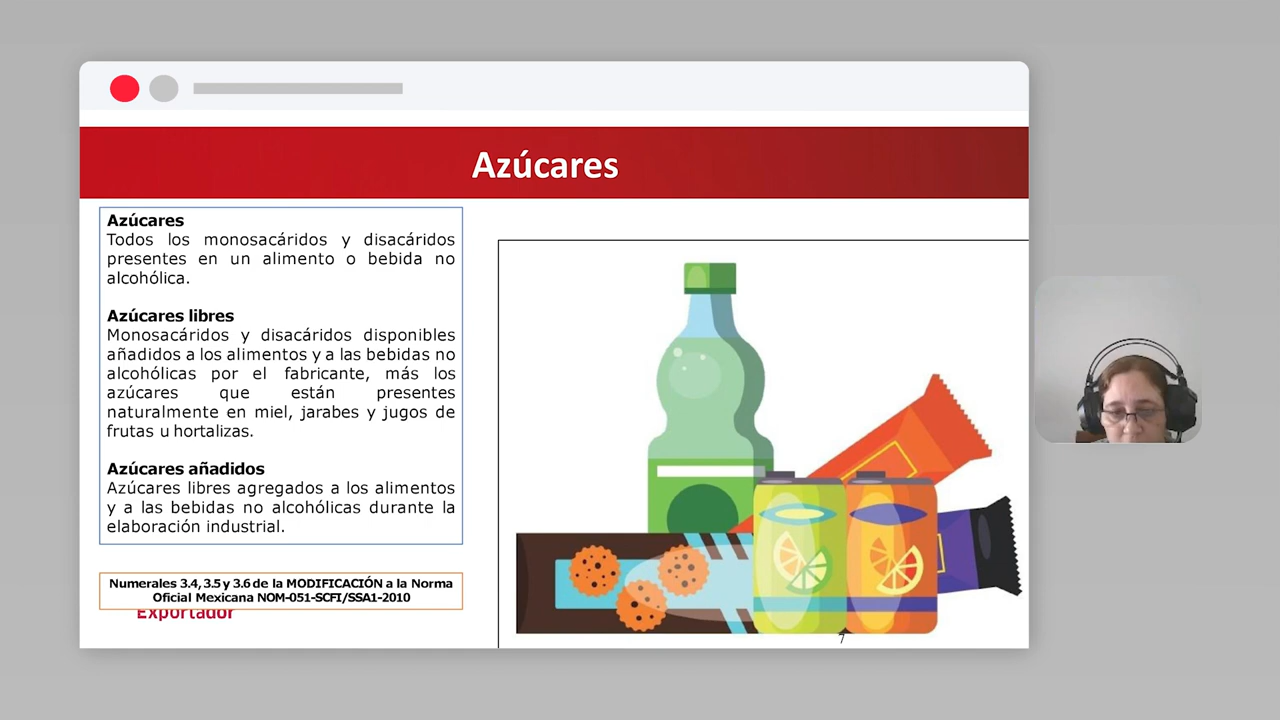 Azúcares
Azúcares
Todos los monosacáridos y disacáridos
presentes en un alimento o bebida no
alcohólica.
Azúcares libres
Monosacáridos y disacáridos disponibles
añadidos a los alimentos y a las bebidas no
alcohólicas por el fabricante, más los
azúcares que están presentes
naturalmente en miel, jarabes y jugos de
frutas u hortalizas.
Azúcares añadidos
Azúcares libres agregados a los alimentos
y a las bebidas no alcohólicas durante la
elaboración industrial.
Numerales 3.4, 3.5 y 3.6 de la MODIFICACIÓN a la Norma
Oficial Mexicana NOM-051-SCFI/SSA1-2010
Exportador
7